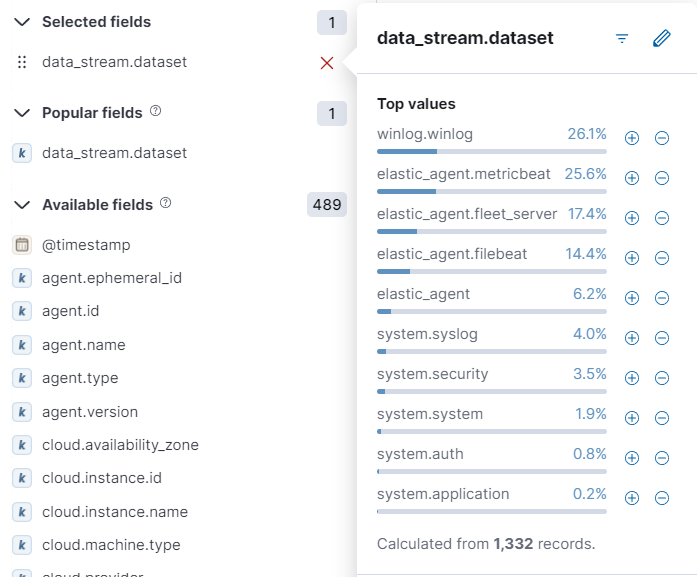 Selected fields 1
data_stream.dataset
Popular fields ? 1
k data_stream.dataset
Available fields ? 489
@timestamp
k agent.ephemeral_id
k agent.id
k agent.name
k agent.type
k agent.version
k cloud.availability_zone
k cloud.instance.id
k cloud.instance.name
k cloud.machine.type
k cloud.provider
data_stream.dataset
Top values
winlog.winlog 26.1%
elastic_agent.metricbeat 25.6%
elastic_agent.fleet_server 17.4%
elastic_agent.filebeat 14.4%
elastic_agent 6.2%
system.syslog 4.0%
system.security 3.5%
system.system 1.9%
system.auth 0.8%
system.application 0.2%
Calculated from 1,332 records.